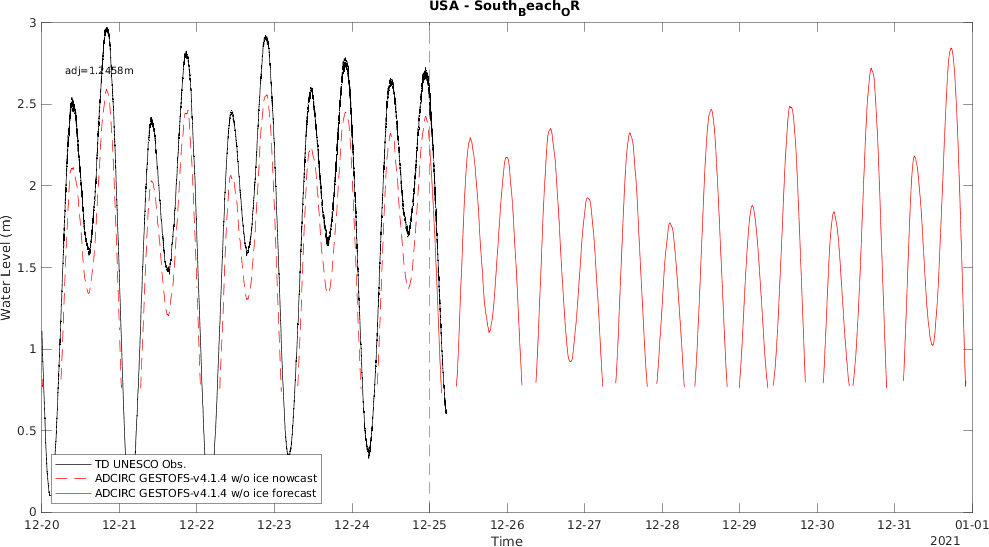 USA - SouthBeachOR
adj=1.2458m
Water Level (m)
3
2.5
2
1.5
1
0.5
0
TD UNESCO Obs.
ADCIRC GESTOFS-v4.1.4 w/o ice nowcast
ADCIRC GESTOFS-v4.1.4 w/o ice forecast
12-20 12-21 12-22 12-23 12-24 12-25 12-26 12-27 12-28 12-29 12-30 12-31 01-01
Time
2021